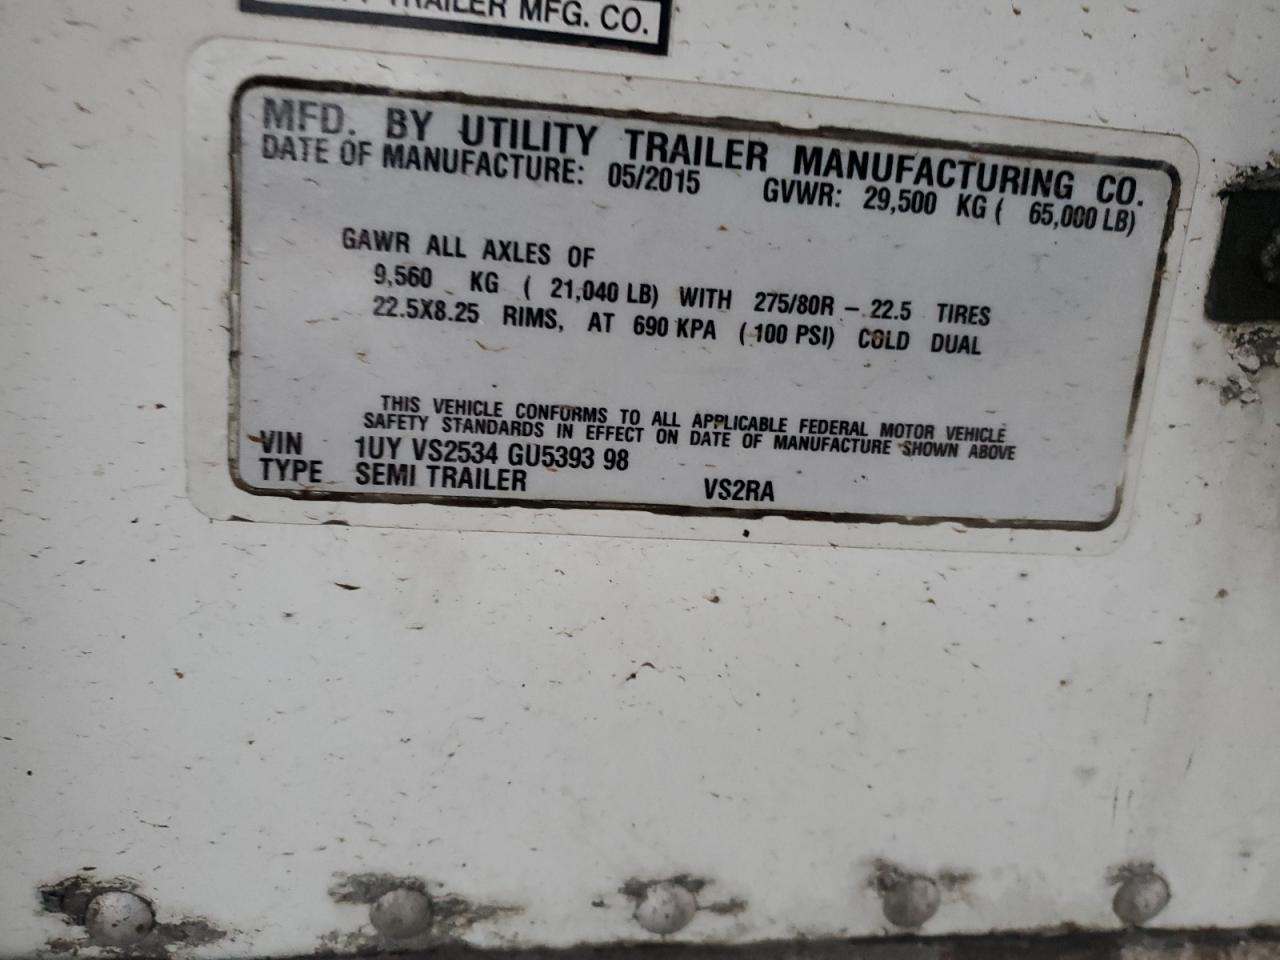 TRAILER MFG. CO.
MFD. BY UTILITY TRAILER MANUFACTURING CO.
DATE OF MANUFACTURE: 05/2015 GVWR: 29,500 KG ( 65,000 LB)
GAWR ALL AXLES OF
9,560 KG ( 21,040 LB) WITH 275/80R - 22.5 TIRES
22.5X8.25 RIMS, AT 690 KPA ( 100 PSI) COLD DUAL
THIS VEHICLE CONFORMS TO ALL APPLICABLE FEDERAL MOTOR VEHICLE
SAFETY STANDARDS IN EFFECT ON DATE OF MANUFACTURE SHOWN ABOVE
VIN 1UY VS2534 GU5393 98
TYPE SEMI TRAILER VS2RA